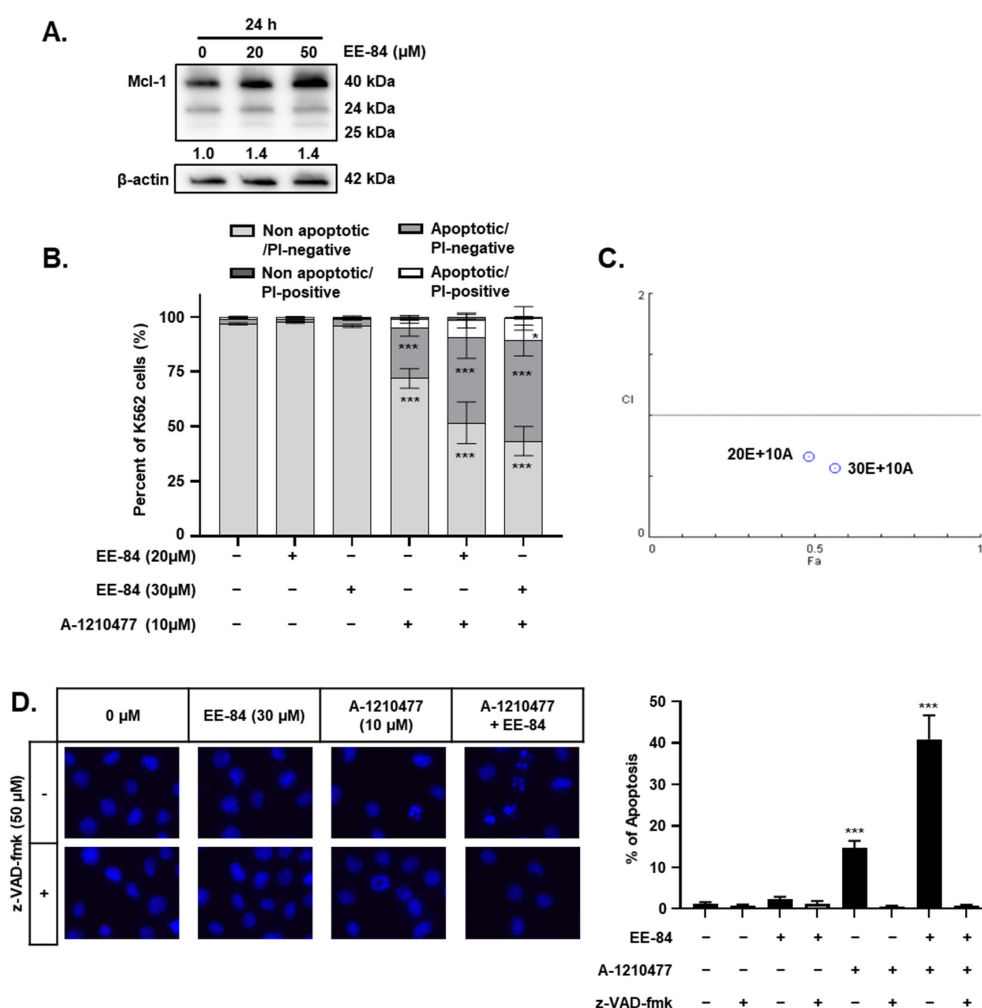 A.
24 h
0 20 50 EE-84 (µM)
Mcl-1 40 kDa
24 kDa
25 kDa
1.0 1.4 1.4
β-actin 42 kDa
B.
Non apoptotic
/PI-negative
Apoptotic/
PI-negative
Non apoptotic/
PI-positive
Apoptotic/
PI-positive
Percent of K562 cells (%)
100
75
50
25
0
*** *** *** *
*** *** ***
EE-84 (20µM) − + − − + −
EE-84 (30µM) − − + − − +
A-1210477 (10µM) − − − + + +
C.
2
CI
0
20E+10A
30E+10A
0 0.5 1
Fa
D.
0 µM
EE-84 (30 µM)
A-1210477
(10 µM)
A-1210477
+ EE-84
z-VAD-fmk (50 µM)
-
+
% of Apoptosis
50
40
30
20
10
0
***
***
EE-84 − − + + − − + +
A-1210477 − − − − + + + +
z-VAD-fmk − + − + − + − +